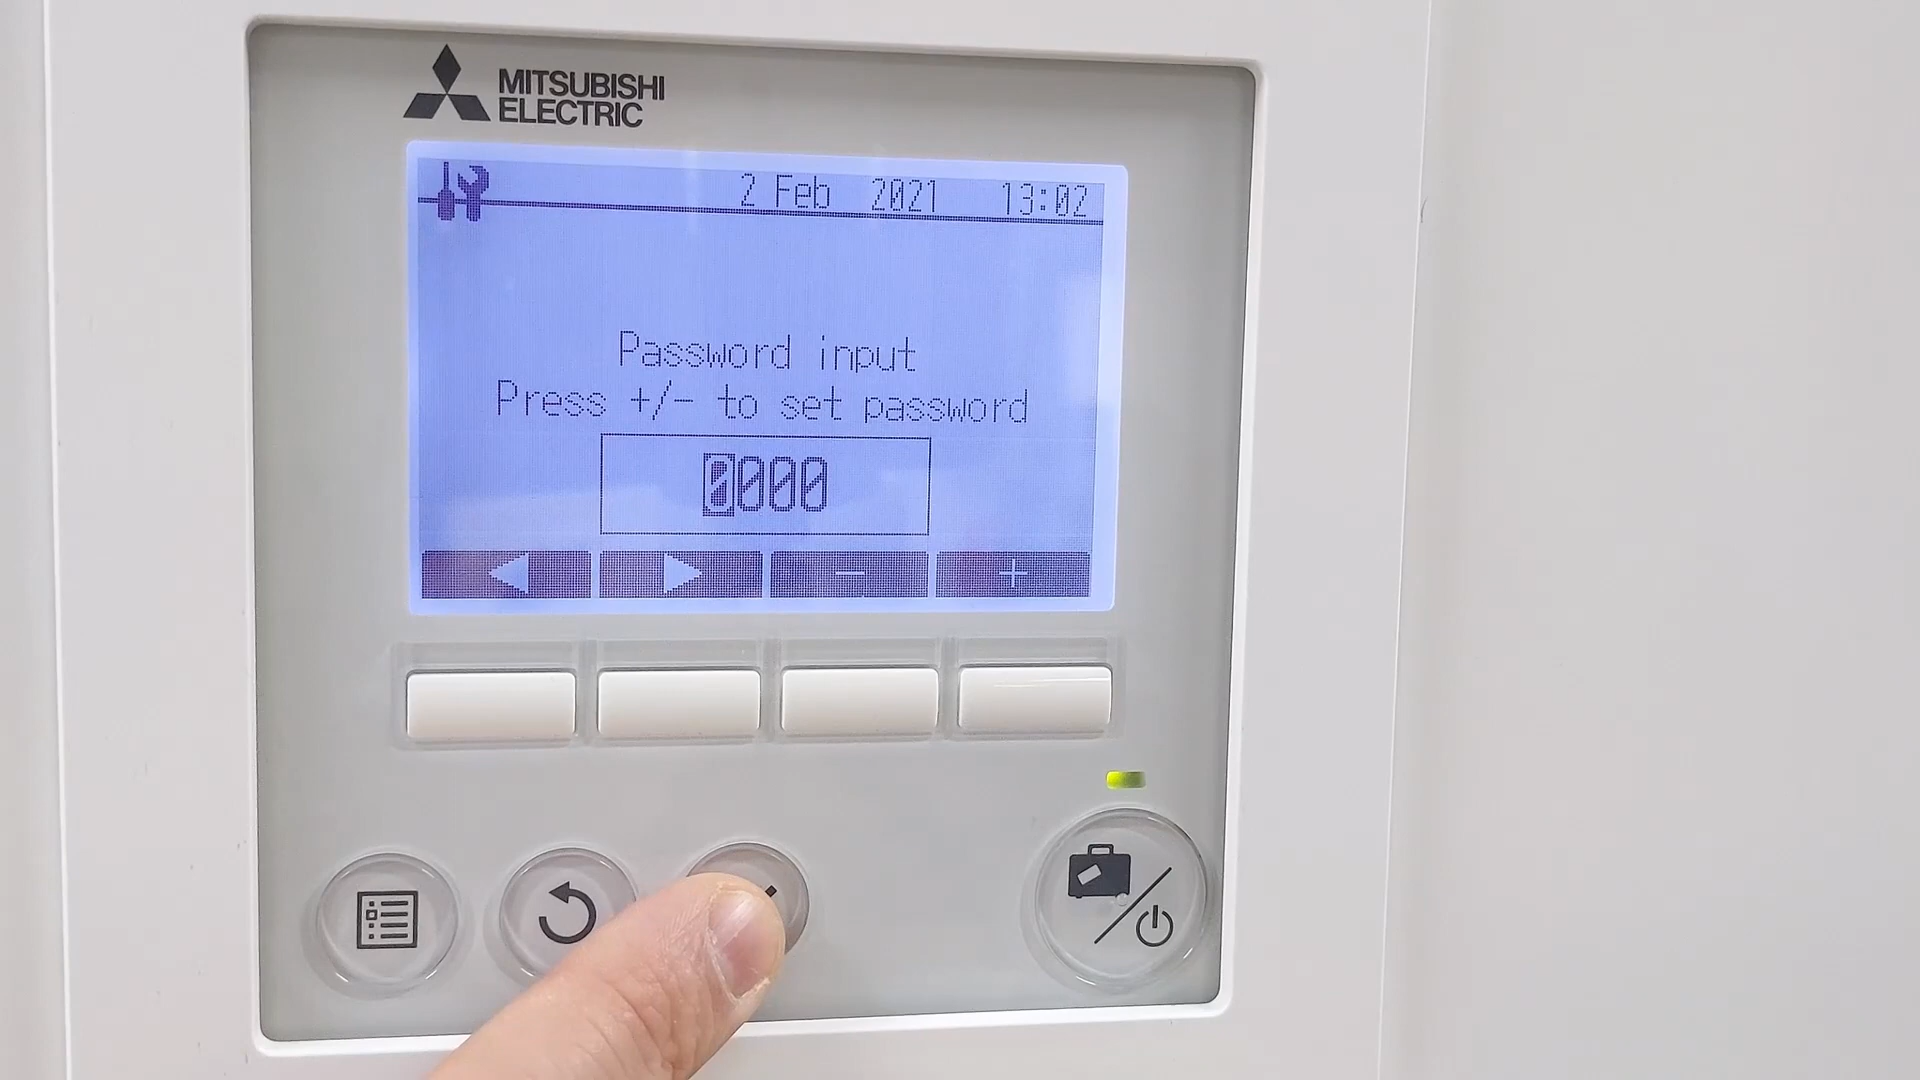 MITSUBISHI
ELECTRIC
2 Feb 2021 13:02
Password input
Press +/- to set password
0000
- +